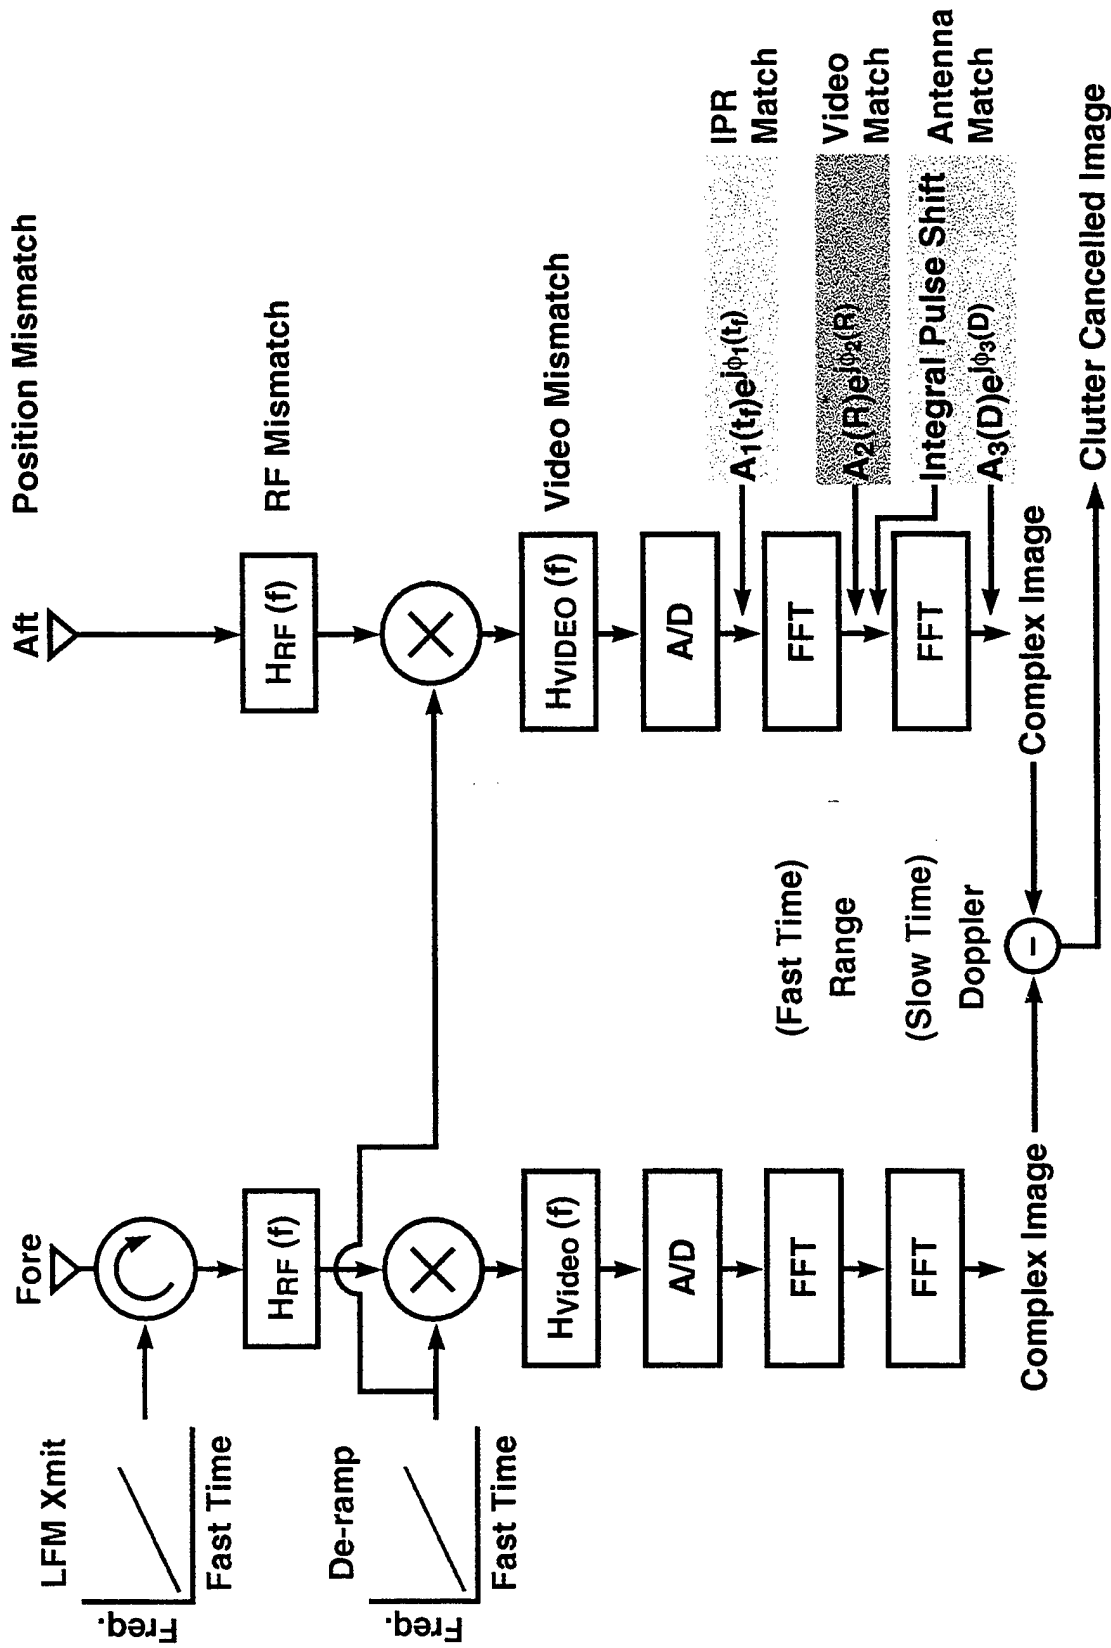 LFM Xmit
Freq.
Fast Time
De-ramp
Freq.
Fast Time
Fore
HRF (f)
HVideo (f)
A/D
FFT
FFT
Complex Image
(Fast Time)
Range
(Slow Time)
Doppler
−
Aft
HRF (f)
HVIDEO (f)
A/D
FFT
FFT
Complex Image
Position Mismatch
RF Mismatch
Video Mismatch
A1(tf)ejϕ1(tf)
IPR
Match
A2(R)ejϕ2(R)
Video
Match
Integral Pulse Shift
A3(D)ejϕ3(D)
Antenna
Match
Clutter Cancelled Image